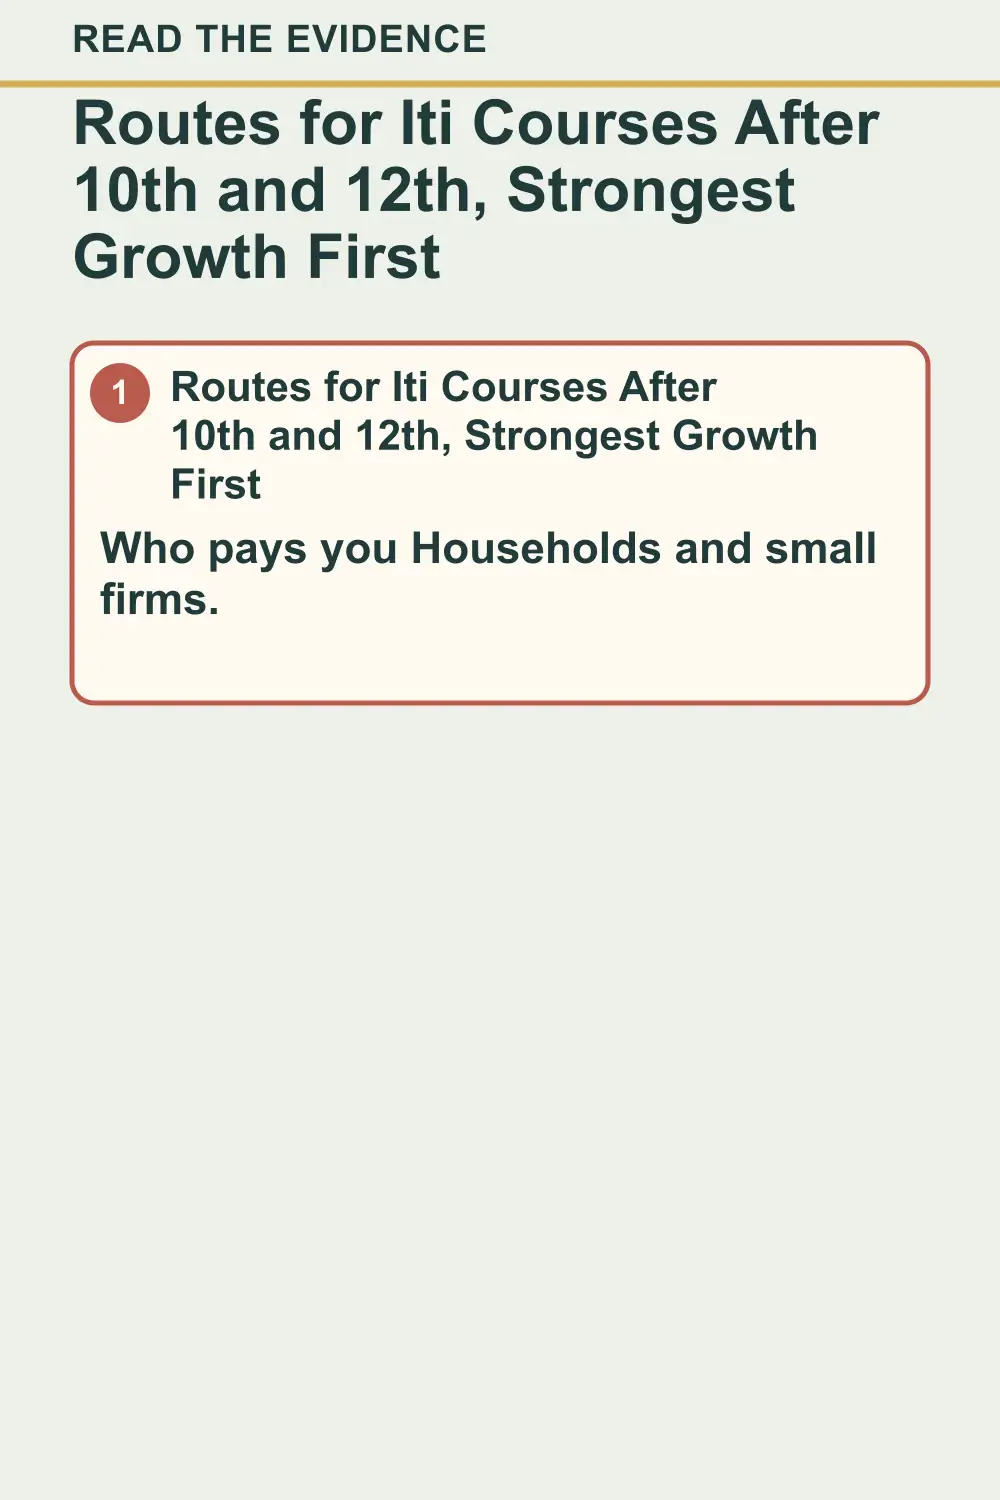 READ THE EVIDENCE
Routes for Iti Courses After
10th and 12th, Strongest
Growth First
1
Routes for Iti Courses After
10th and 12th, Strongest Growth
First
Who pays you Households and small
firms.